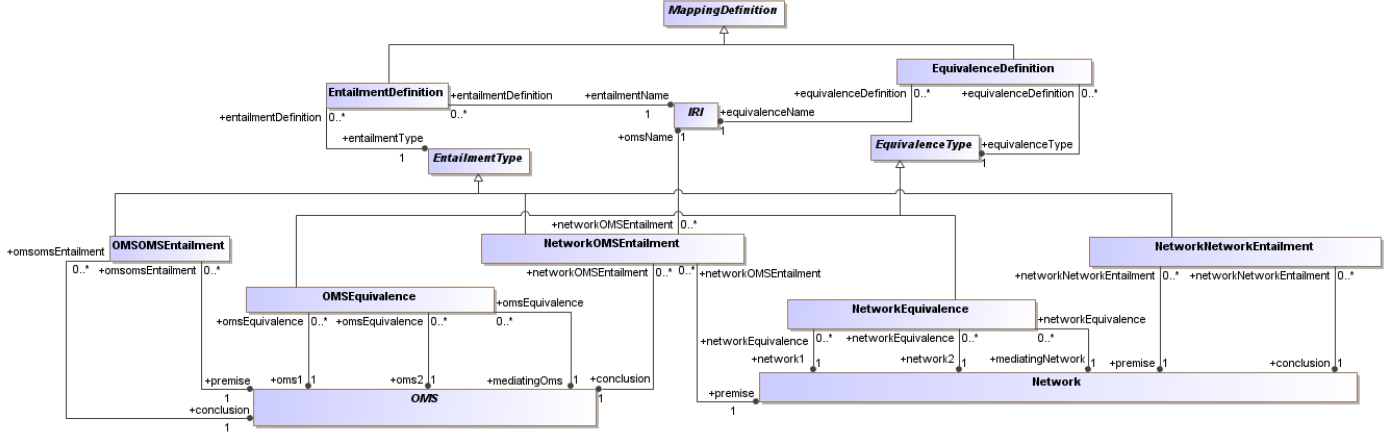 MappingDefinition
EquivalenceDefinition
EntailmentDefinition
+entailmentDefinition
+entailmentName
+equivalenceDefinition
0..*
+equivalenceDefinition
0..*
+entailmentDefinition
0..*
0..*
1
IRI
+equivalenceName
1
+entailmentType
1
+omsName
1
EntailmentType
EquivalenceType
+equivalenceType
1
+networkOMSEntailment
0..*
OMSOMSEntailment
NetworkOMSEntailment
NetworkNetworkEntailment
+omsomsEntailment
0..*
+omsomsEntailment
0..*
+networkOMSEntailment
0..*
0..*
+networkOMSEntailment
+networkNetworkEntailment
0..*
+networkNetworkEntailment
0..*
OMSEquivalence
+omsEquivalence
0..*
+omsEquivalence
0..*
+omsEquivalence
0..*
NetworkEquivalence
+networkEquivalence
0..*
+networkEquivalence
0..*
+networkEquivalence
0..*
+network1
1
+network2
1
+mediatingNetwork
1
+premise
1
conclusion
1
+premise
1
+oms1
1
+oms2
1
+mediatingOms
1
+conclusion
1
Network
OMS
+premise
1
+conclusion
1